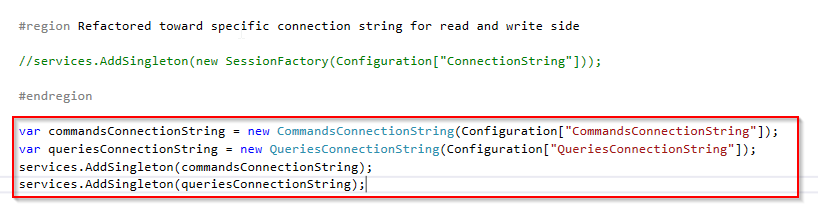 #region Refactored toward specific connection string for read and write side
//services.AddSingleton(new SessionFactory(Configuration["ConnectionString"]));
#endregion
var commandsConnectionString = new CommandsConnectionString(Configuration["CommandsConnectionString"]);
var queriesConnectionString = new QueriesConnectionString(Configuration["QueriesConnectionString"]);
services.AddSingleton(commandsConnectionString);
services.AddSingleton(queriesConnectionString);